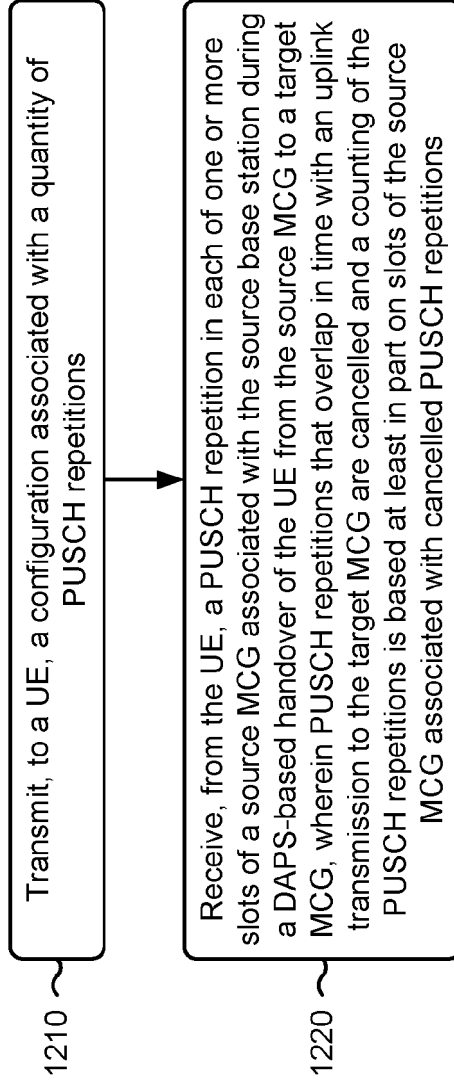 1210
Transmit, to a UE, a configuration associated with a quantity of
PUSCH repetitions
1220
Receive, from the UE, a PUSCH repetition in each of one or more
slots of a source MCG associated with the source base station during
a DAPS-based handover of the UE from the source MCG to a target
MCG, wherein PUSCH repetitions that overlap in time with an uplink
transmission to the target MCG are cancelled and a counting of the
PUSCH repetitions is based at least in part on slots of the source
MCG associated with cancelled PUSCH repetitions